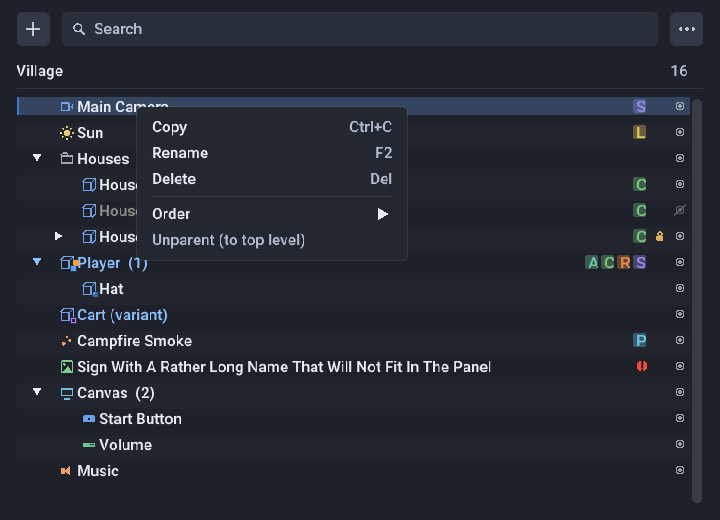 Search
Village 16
Main Camera S
Sun L
Houses
C
C
C
Copy Ctrl+C
Rename F2
Delete Del
Order
Unparent (to top level)
Player (1) A C R S
Hat
Cart (variant)
Campfire Smoke P
Sign With A Rather Long Name That Will Not Fit In The Panel
Canvas (2)
Start Button
Volume
Music